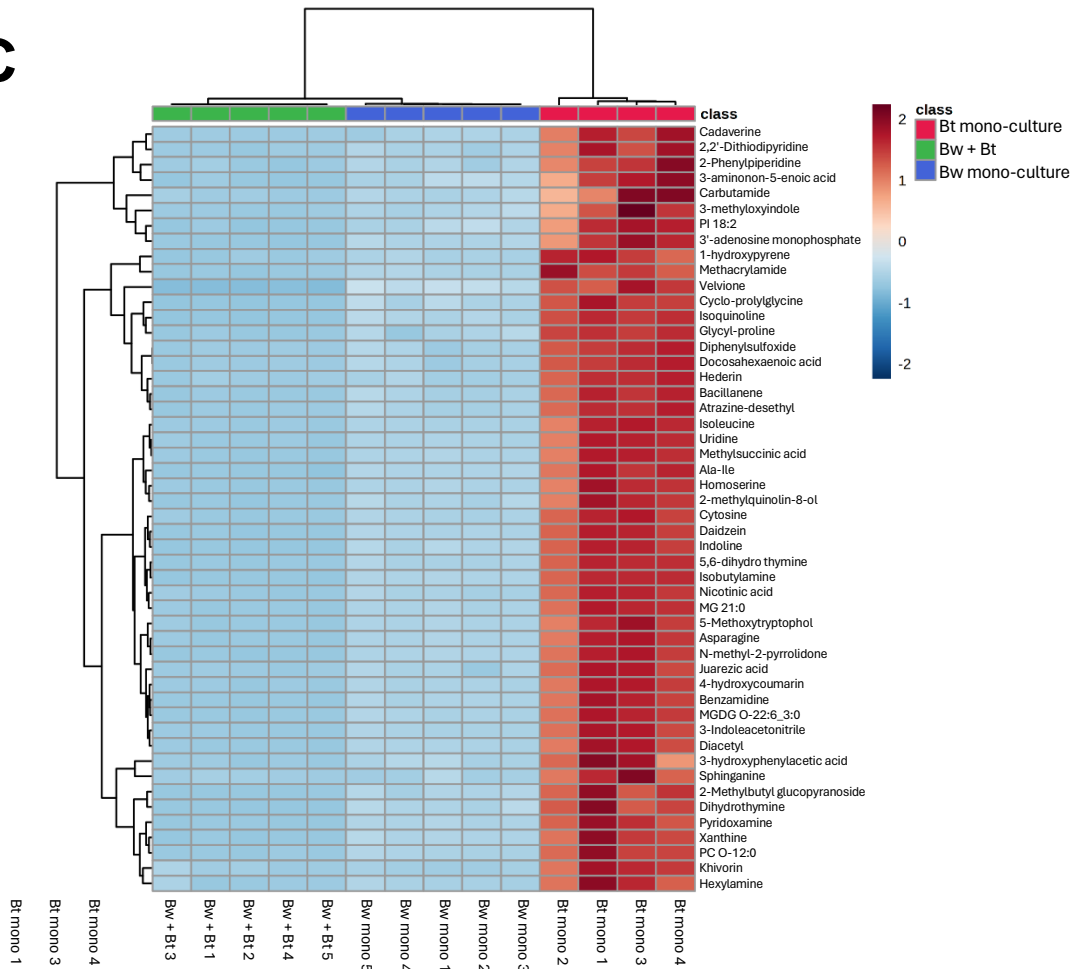 C
class
Cadaverine
2,2'-Dithiodipyridine
2-Phenylpiperidine
3-aminonon-5-enoic acid
Carbutamide
3-methyloxyindole
PI 18:2
3'-adenosine monophosphate
1-hydroxypyrene
Methacrylamide
Velvione
Cyclo-prolylglycine
Isoquinoline
Glycyl-proline
Diphenylsulfoxide
Docosahexaenoic acid
Hederin
Bacillanene
Atrazine-desethyl
Isoleucine
Uridine
Methylsuccinic acid
Ala-Ile
Homoserine
2-methylquinolin-8-ol
Cytosine
Daidzein
Indoline
5,6-dihydro thymine
Isobutylamine
Nicotinic acid
MG 21:0
5-Methoxytryptophol
Asparagine
N-methyl-2-pyrrolidone
Juarezic acid
4-hydroxycoumarin
Benzamidine
MGDG O-22:6_3:0
3-Indoleacetonitrile
Diacetyl
3-hydroxyphenylacetic acid
Sphinganine
2-Methylbutyl glucopyranoside
Dihydrothymine
Pyridoxamine
Xanthine
PC O-12:0
Khivorin
Hexylamine
2
1
0
-1
-2
class
Bt mono-culture
Bw + Bt
Bw mono-culture
Bt mono 1
Bt mono 3
Bt mono 4
Bw + Bt 3
Bw + Bt 1
Bw + Bt 2
Bw + Bt 4
Bw + Bt 5
Bw mono 5
Bw mono 4
Bw mono 1
Bw mono 2
Bw mono 3
Bt mono 2
Bt mono 1
Bt mono 3
Bt mono 4